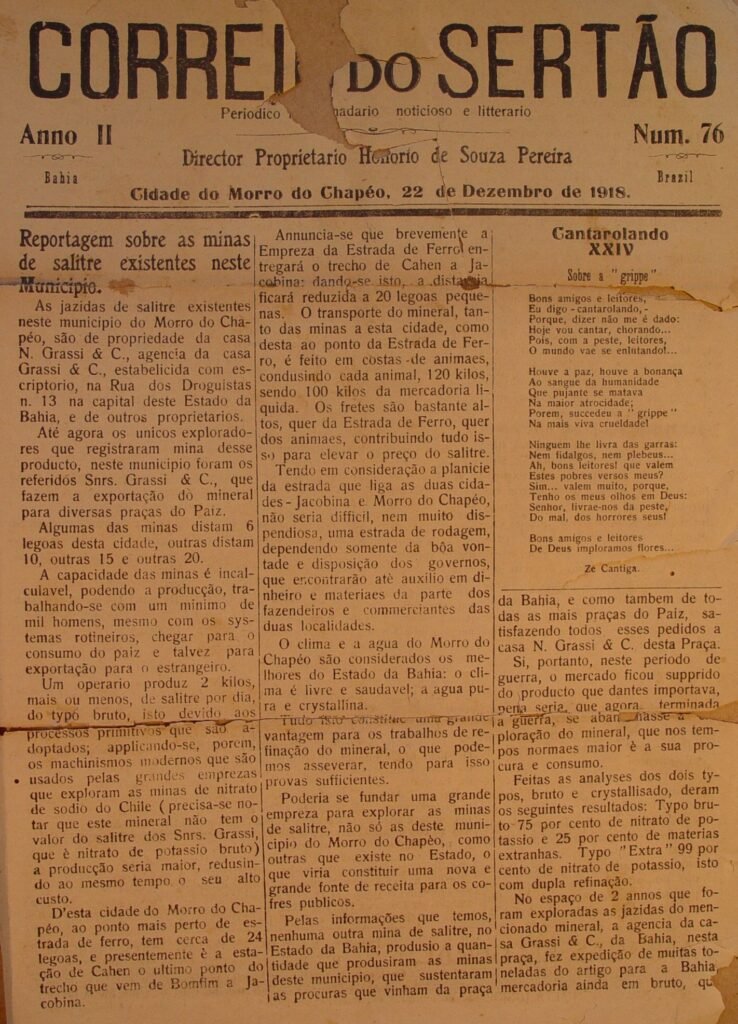 CORREI DO SERTÃO
Periodico nadario noticioso e litterario
Anno II
Num. 76
Director Proprietario Honorio de Souza Pereira
Bahia
Brazil
Cidade do Morro do Chapéo, 22 de Dezembro de 1918.
Reportagem sobre as minas
de salitre existentes neste
Municipio.
As jazidas de salitre existentes
neste municipio do Morro do Cha-
péo, são de propriedade da casa
N. Grassi & C., agencia da casa
Grassi & C., estabelicida com es-
criptorio, na Rua dos Droguistas
n. 13 na capital deste Estado da
Bahia, e de outros proprietarios.
Até agora os unicos explorado-
res que registraram mina desse
producto, neste municipio foram os
referidos Snrs. Grassi & C., que
fazem a exportação do mineral
para diversas praças do Paiz.
Algumas das minas distam 6
legoas desta cidade, outras distam
10, outras 15 e outras 20.
A capacidade das minas é incal-
culavel, podendo a producção, tra-
balhando-se com um minimo de
mil homens, mesmo com os sys-
temas rotineiros, chegar para o
consumo do paiz e talvez para
exportação para o estrangeiro.
Um operario produz 2 kilos,
mais ou menos, de salitre por dia,
do typo bruto, isto devido aos
processos primitivos que são a-
doptados; applicando-se, porem,
os machinismos modernos que são
usados pelas grandes emprezas
que exploram as minas de nitrato
de sodio do Chile (precisa-se no-
tar que este mineral não tem o
valor do salitre dos Snrs. Grassi,
que è nitrato de potassio bruto)
a producção seria maior, redusin-
do ao mesmo tempo o seu alto
custo.
D'esta cidade do Morro do Cha-
péo, ao ponto mais perto de es-
trada de ferro, tem cerca de 24
legoas, e presentemente è a esta-
ção de Cahen o ultimo ponto do
trecho que vem de Bomfim a Ja-
cobina.
Annuncia-se que brevemente a
Empreza da Estrada de Ferro en-
tregará o trecho de Cahen a Ja-
cobina; dando-se isto, a distancia
ficará reduzida a 20 legoas peque-
nas. O transporte do mineral, tan-
to das minas a esta cidade, como
desta ao ponto da Estrada de Fer-
ro, é feito em costas de animaes,
condusindo cada animal, 120 kilos,
sendo 100 kilos da mercadoria li-
quida. Os fretes são bastante al-
tos, quer da Estrada de Ferro, quer
dos animaes, contribuindo tudo is-
so para elevar o preço do salitre.
Tendo em consideração a planicie
da estrada que liga as duas cida-
des-Jacobina e Morro do Chapéo,
não seria difficil, nem muito dis-
pendiosa, uma estrada de rodagem,
dependendo somente da bôa von-
tade e disposição dos governos,
que encontrarão até auxilio em di-
nheiro e materiaes da parte dos
fazendeiros e commerciantes das
duas localidades.
O clima e a agua do Morro do
Chapéo são considerados os me-
lhores do Estado da Bahia: o cli-
ma é livre e saudavel; a agua pu-
ra e crystallina.
Tudo isto constitue uma grande
vantagem para os trabalhos de re-
finação do mineral, o que pode-
mos asseverar, tendo para isso
provas sufficientes.
Poderia se fundar uma grande
empreza para explorar as minas
de salitre, não só as deste muni-
cipio do Morro do Chapèo, como
outras que existe no Estado, o
que viria constituir uma nova e
grande fonte de receita para os co-
fres publicos.
Pelas informações que temos,
nenhuma outra mina de salitre, no
Estado da Bahia, produsio a quan-
tidade que produsiram as minas
deste municipio, que sustentaram
as procuras que vinham da praça
Cantarolando
XXIV
Sobre a "grippe"
Bons amigos e leitores,
Eu digo - cantarolando, -
Porque, dizer não me é dado:
Hoje vou cantar, chorando...
Pois, com a peste, leitores,
O mundo vae se enlutando!...
Houve a paz, houve a bonança
Ao sangue da humanidade
Que pujante se matava
Na maior atrocidade;
Porem, succedeu a "grippe"
Na mais viva crueldade!
Ninguem lhe livra das garras:
Nem fidalgos, nem plebeus...
Ah, bons leitores! que valem
Estes pobres versos meus?
Sim... valem muito, porque,
Tenho os meus olhos em Deus:
Senhor, livrae-nos da peste,
Do mal, dos horrores seus!
Bons amigos e leitores
De Deus imploramos flores...
Ze Cantiga.
da Bahia, e como tambem de to-
das as mais praças do Paiz, sa-
tisfazendo todos esses pedidos a
casa N. Grassi & C. desta Praça.
Si, portanto, neste periodo de
guerra, o mercado ficou supprido
do producto que dantes importava,
pena seria, que agora, terminada
a guerra, se aban nasse a
ploração do mineral, que nos tem-
pos normaes maior è a sua pro-
cura e consumo.
Feitas as analyses dos dois ty-
pos, bruto e crystallisado, deram
os seguintes resultados: Typo bru-
to 75 por cento de nitrato de po-
tassio e 25 por cento de materias
extranhas. Typo "Extra" 99 por
cento de nitrato de potassio, isto
com dupla refinação.
No espaço de 2 annos que fo-
ram exploradas as jazidas do men-
cionado mineral, a agencia da ca-
sa Grassi & C., da Bahia, nesta
praça, fez expedição de muitas to-
neladas do artigo para a Bahia,
mercadoria ainda em bruto, qu